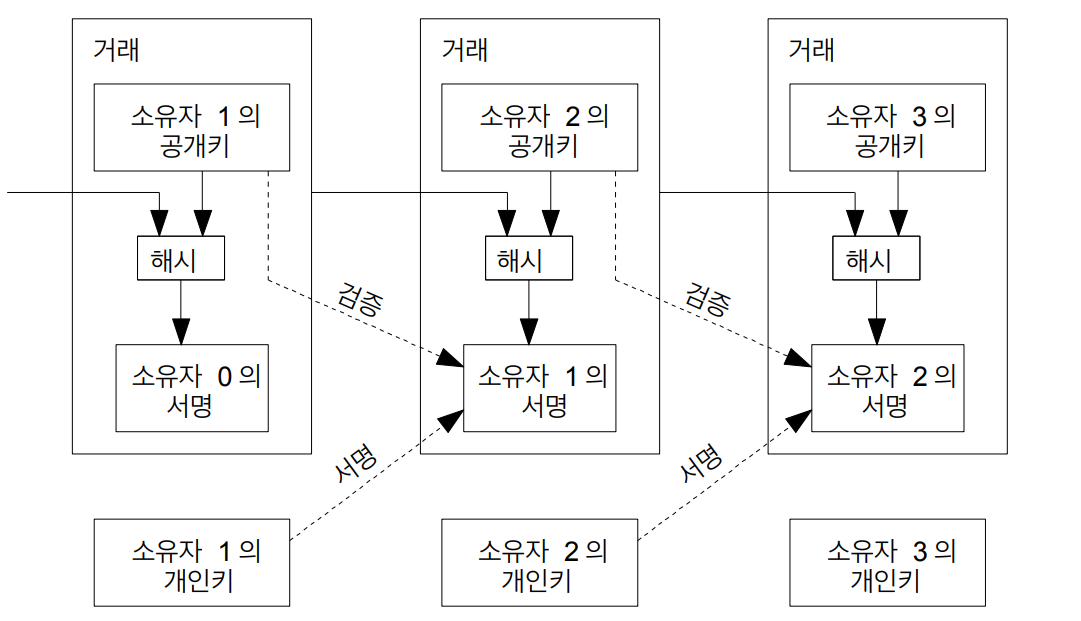 거래
소유자 1의
공개키
해시
소유자 0의
서명
거래
소유자 2의
공개키
해시
검증
소유자 1의
서명
거래
소유자 3의
공개키
해시
검증
소유자 2의
서명
서명
서명
소유자 1의
개인키
소유자 2의
개인키
소유자 3의
개인키